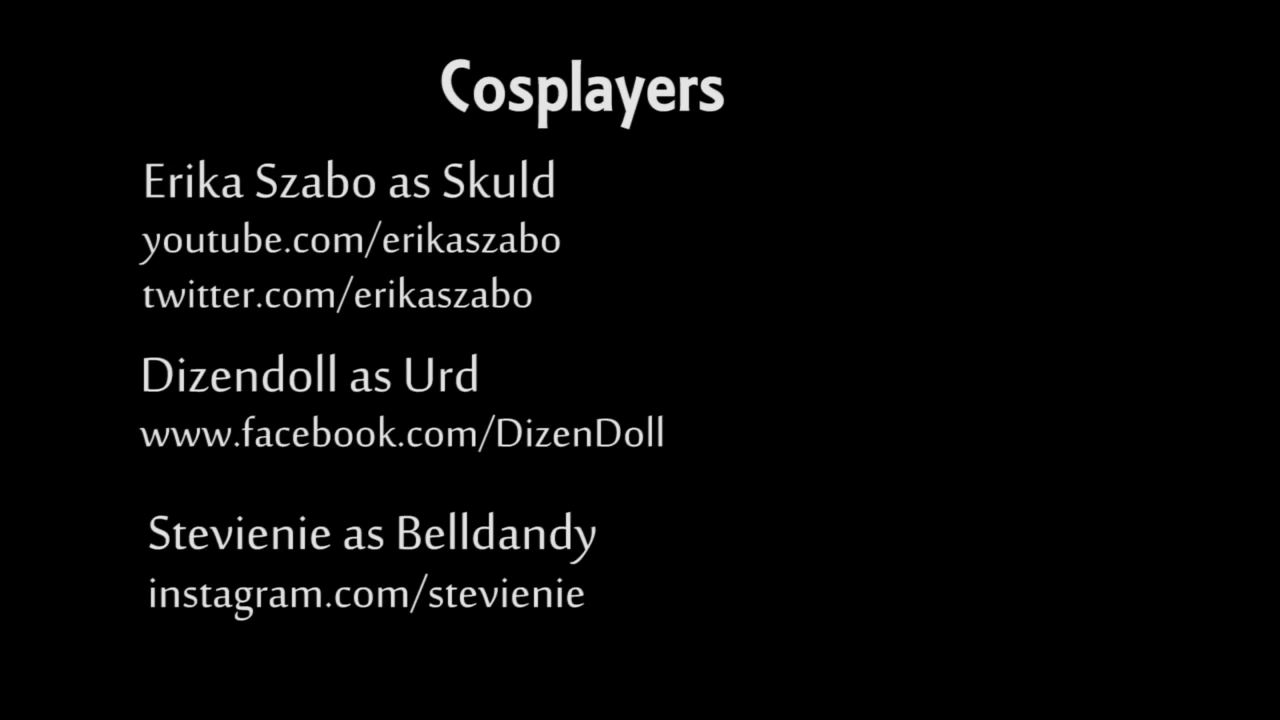 Cosplayers
Erika Szabo as Skuld
youtube.com/erikaszabo
twitter.com/erikaszabo
Dizendoll as Urd
www.facebook.com/DizenDoll
Stevienie as Belldandy
instagram.com/stevienie